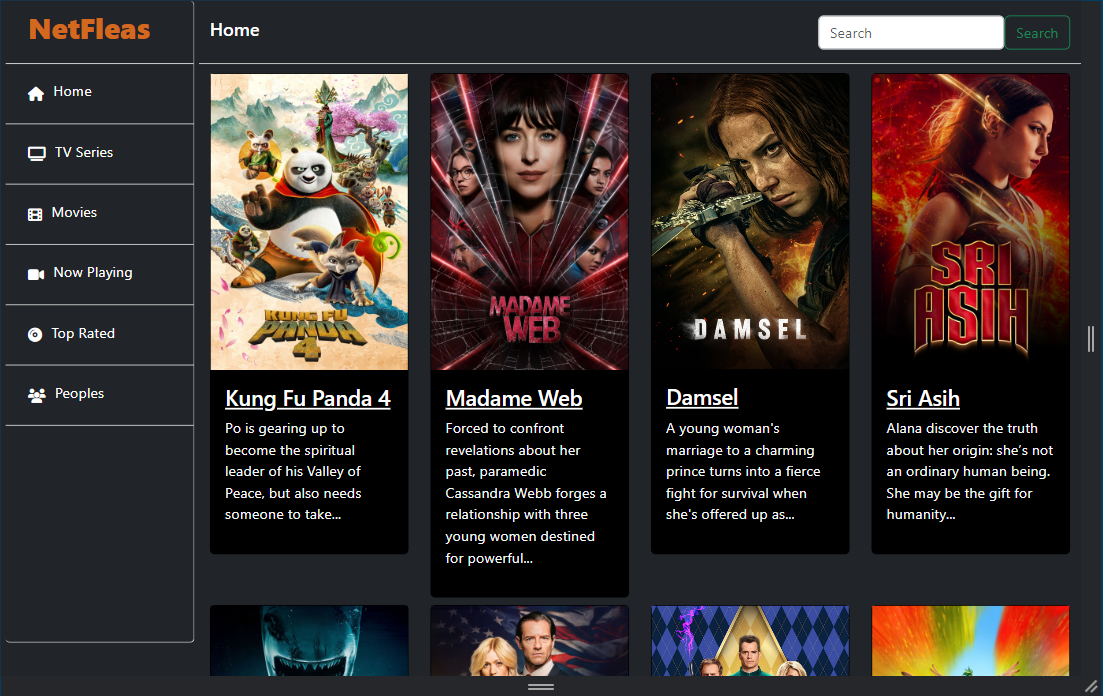 NetFleas
Home
Search
Search
Home
TV Series
Movies
Now Playing
Top Rated
Peoples
KUNG FU
PANDA
4
MADAME
WEB
DAMSEL
SRI
ASIH
Kung Fu Panda 4
Po is gearing up to
become the spiritual
leader of his Valley of
Peace, but also needs
someone to take...
Madame Web
Forced to confront
revelations about her
past, paramedic
Cassandra Webb forges a
relationship with three
young women destined
for powerful...
Damsel
A young woman's
marriage to a charming
prince turns into a fierce
fight for survival when
she's offered up as...
Sri Asih
Alana discover the truth
about her origin: she’s not
an ordinary human being.
She may be the gift for
humanity...